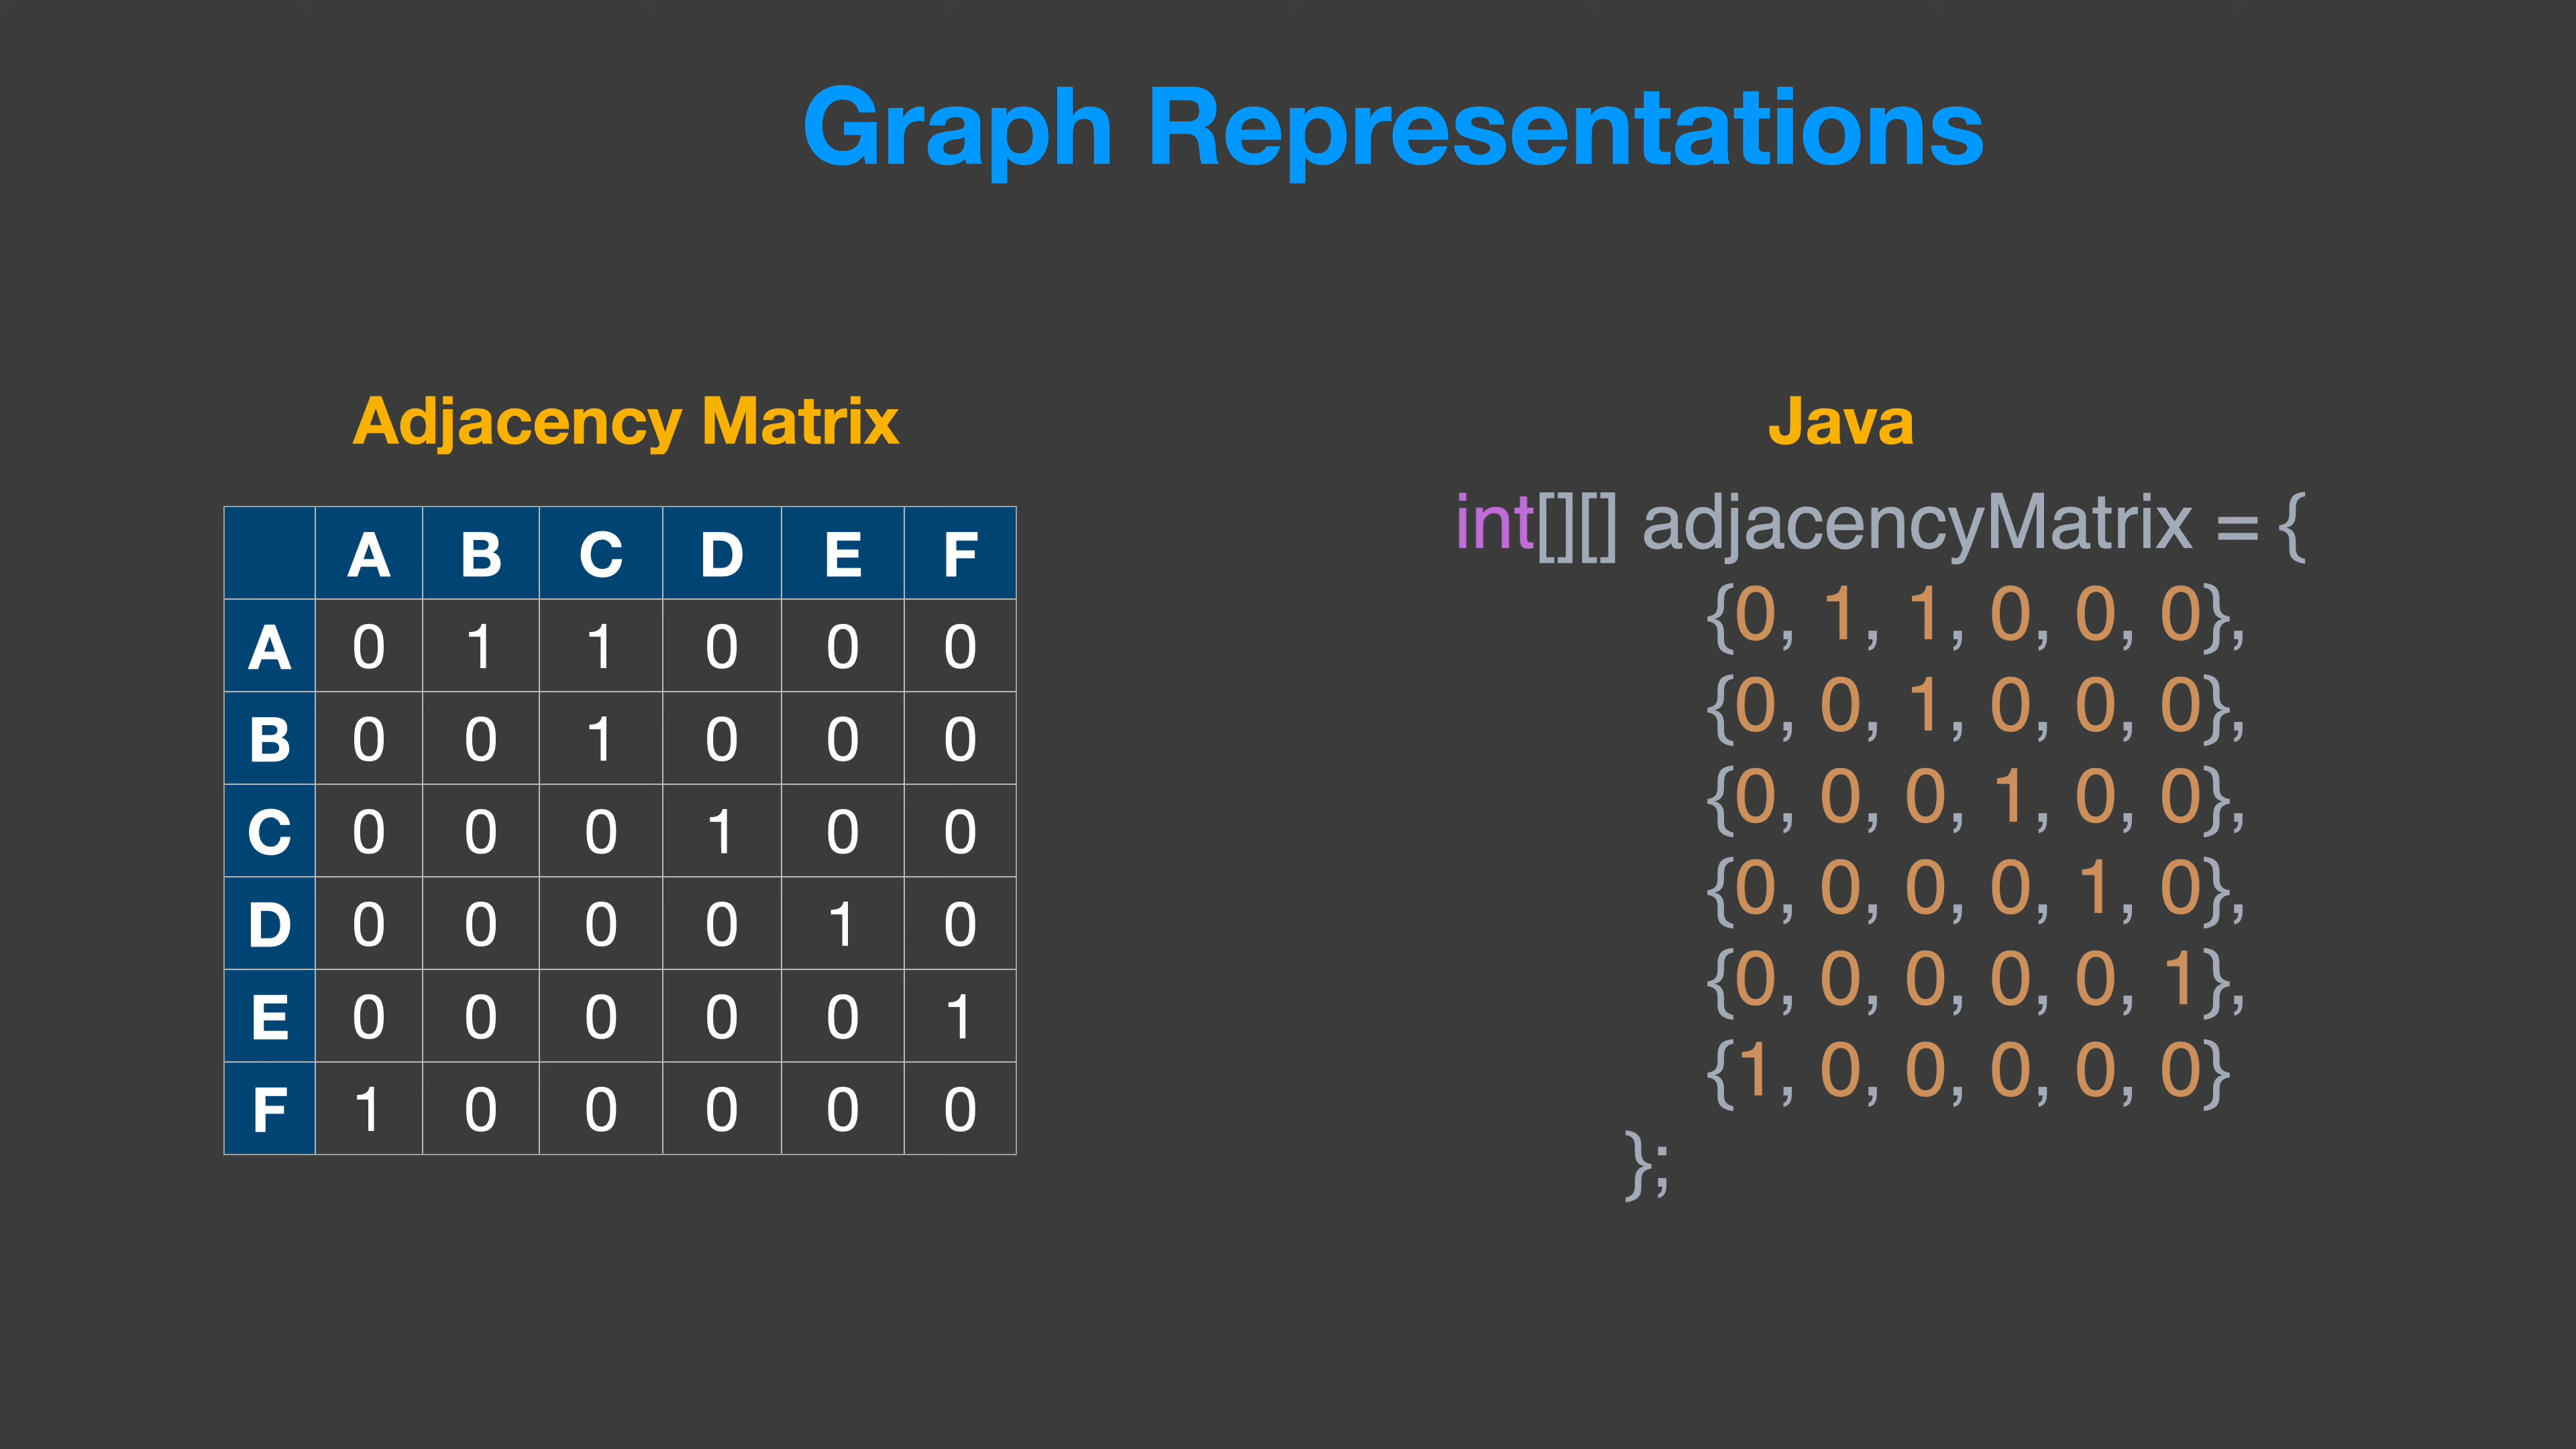 Graph Representations
Adjacency Matrix
A B C D E F
A 0 1 1 0 0 0
B 0 0 1 0 0 0
C 0 0 0 1 0 0
D 0 0 0 0 1 0
E 0 0 0 0 0 1
F 1 0 0 0 0 0
Java
int[][] adjacencyMatrix = {
{0, 1, 1, 0, 0, 0},
{0, 0, 1, 0, 0, 0},
{0, 0, 0, 1, 0, 0},
{0, 0, 0, 0, 1, 0},
{0, 0, 0, 0, 0, 1},
{1, 0, 0, 0, 0, 0}
};